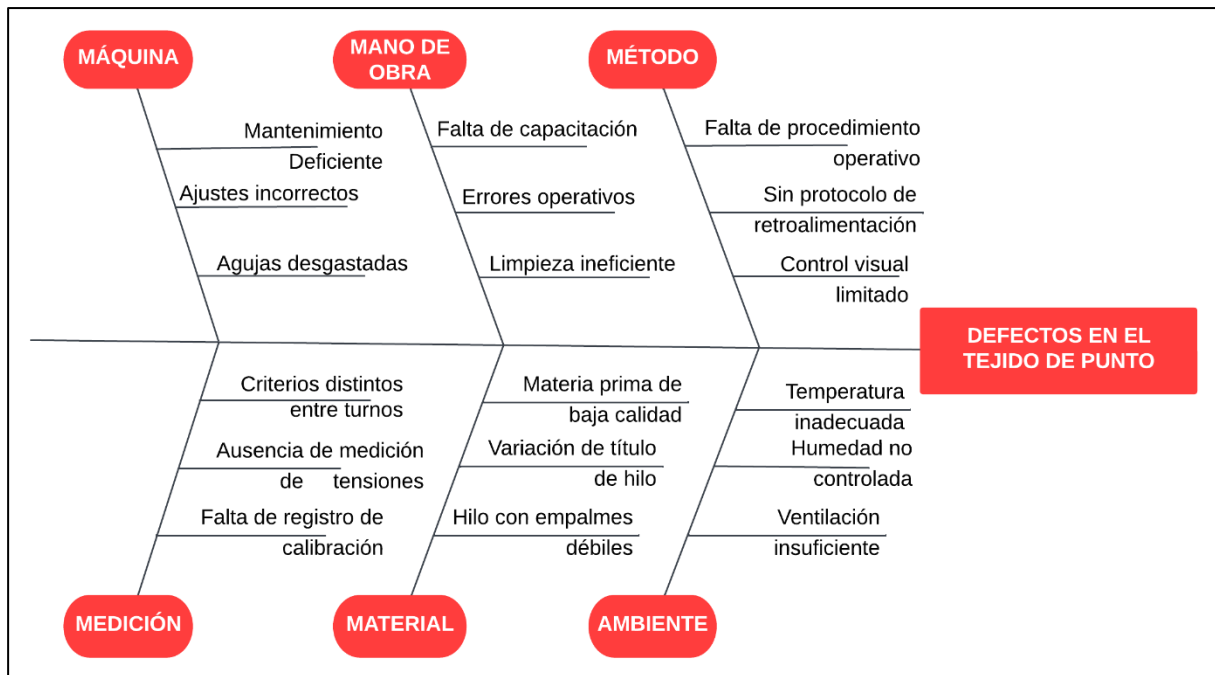 MÁQUINA
MANO DE
OBRA
MÉTODO
Mantenimiento
Deficiente
Ajustes incorrectos
Agujas desgastadas
Falta de capacitación
Errores operativos
Limpieza ineficiente
Falta de procedimiento
operativo
Sin protocolo de
retroalimentación
Control visual
limitado
DEFECTOS EN EL
TEJIDO DE PUNTO
Criterios distintos
entre turnos
Ausencia de medición
de tensiones
Falta de registro de
calibración
Materia prima de
baja calidad
Variación de título
de hilo
Hilo con empalmes
débiles
Temperatura
inadecuada
Humedad no
controlada
Ventilación
insuficiente
MEDICIÓN
MATERIAL
AMBIENTE